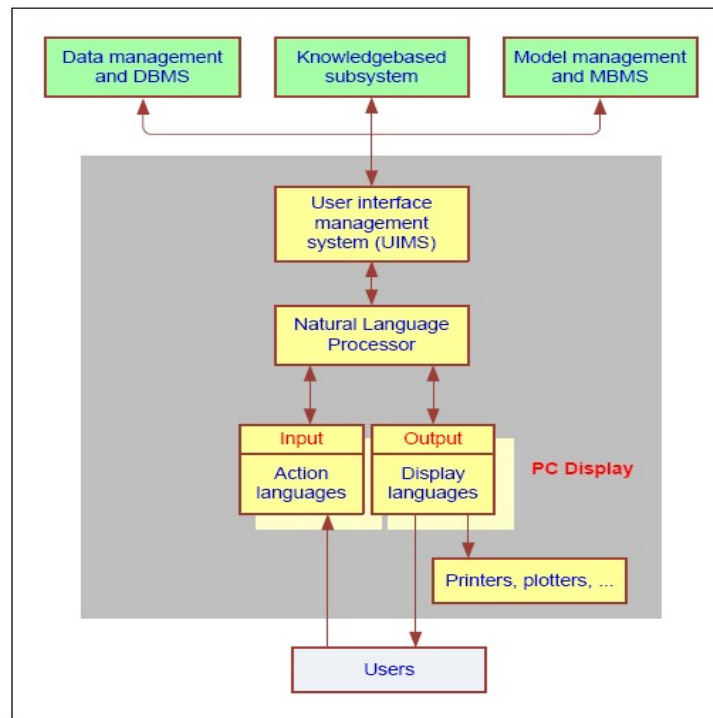 Data management
and DBMS
Knowledgebased
subsystem
Model management
and MBMS
User interface
management
system (UIMS)
Natural Language
Processor
Input
Action
languages
Output
Display
languages
PC Display
Printers, plotters, ...
Users